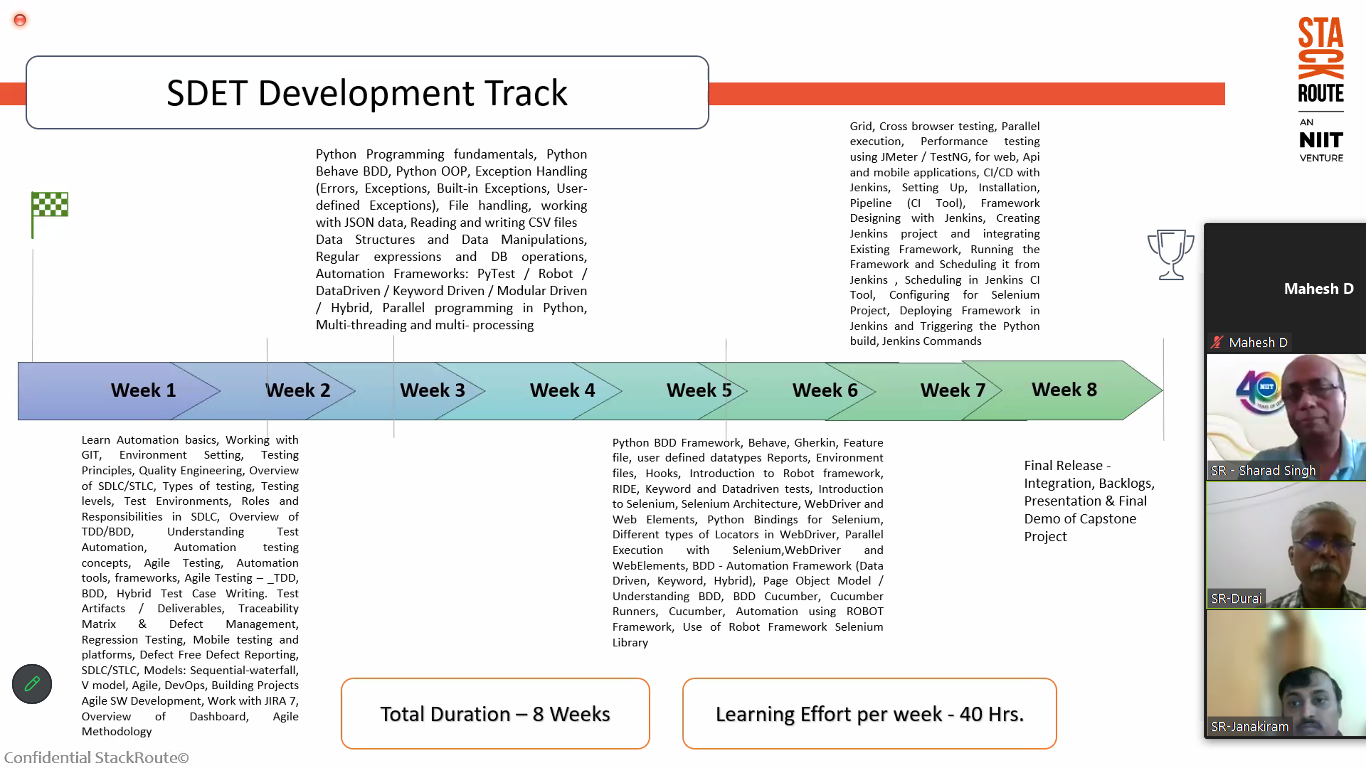 SDET Development Track
STA
CK
ROUTE
AN
NIIT
VENTURE
Python Programming fundamentals, Python
Behave BDD, Python OOP, Exception Handling
(Errors, Exceptions, Built-in Exceptions, User-
defined Exceptions), File handling, working
with JSON data, Reading and writing CSV files
Data Structures and Data Manipulations,
Regular expressions and DB operations,
Automation Frameworks: PyTest / Robot /
DataDriven / Keyword Driven / Modular Driven
/ Hybrid, Parallel programming in Python,
Multi-threading and multi- processing
Grid, Cross browser testing, Parallel
execution, Performance testing
using JMeter / TestNG, for web, Api
and mobile applications, CI/CD with
Jenkins, Setting Up, Installation,
Pipeline (CI Tool), Framework
Designing with Jenkins, Creating
Jenkins project and integrating
Existing Framework, Running the
Framework and Scheduling it from
Jenkins , Scheduling in Jenkins CI
Tool, Configuring for Selenium
Project, Deploying Framework in
Jenkins and Triggering the Python
build, Jenkins Commands
Week 1
Week 2
Week 3
Week 4
Week 5
Week 6
Week 7
Week 8
Learn Automation basics, Working with
GIT, Environment Setting, Testing
Principles, Quality Engineering, Overview
of SDLC/STLC, Types of testing, Testing
levels, Test Environments, Roles and
Responsibilities in SDLC, Overview of
TDD/BDD, Understanding Test
Automation, Automation testing
concepts, Agile Testing, Automation
tools, frameworks, Agile Testing – _TDD,
BDD, Hybrid Test Case Writing. Test
Artifacts / Deliverables, Traceability
Matrix & Defect Management,
Regression Testing, Mobile testing and
platforms, Defect Free Defect Reporting,
SDLC/STLC, Models: Sequential-waterfall,
V model, Agile, DevOps, Building Projects
Agile SW Development, Work with JIRA 7,
Overview of Dashboard, Agile
Methodology
Python BDD Framework, Behave, Gherkin, Feature
file, user defined datatypes Reports, Environment
files, Hooks, Introduction to Robot framework,
RIDE, Keyword and Datadriven tests, Introduction
to Selenium, Selenium Architecture, WebDriver and
Web Elements, Python Bindings for Selenium,
Different types of Locators in WebDriver, Parallel
Execution with Selenium,WebDriver and
WebElements, BDD - Automation Framework (Data
Driven, Keyword, Hybrid), Page Object Model /
Understanding BDD, BDD Cucumber, Cucumber
Runners, Cucumber, Automation using ROBOT
Framework, Use of Robot Framework Selenium
Library
Final Release -
Integration, Backlogs,
Presentation & Final
Demo of Capstone
Project
Total Duration – 8 Weeks
Learning Effort per week - 40 Hrs.
Confidential StackRoute©
Mahesh D
Mahesh D
40
NIIT
SR - Sharad Singh
SR-Durai
SR-Janakiram